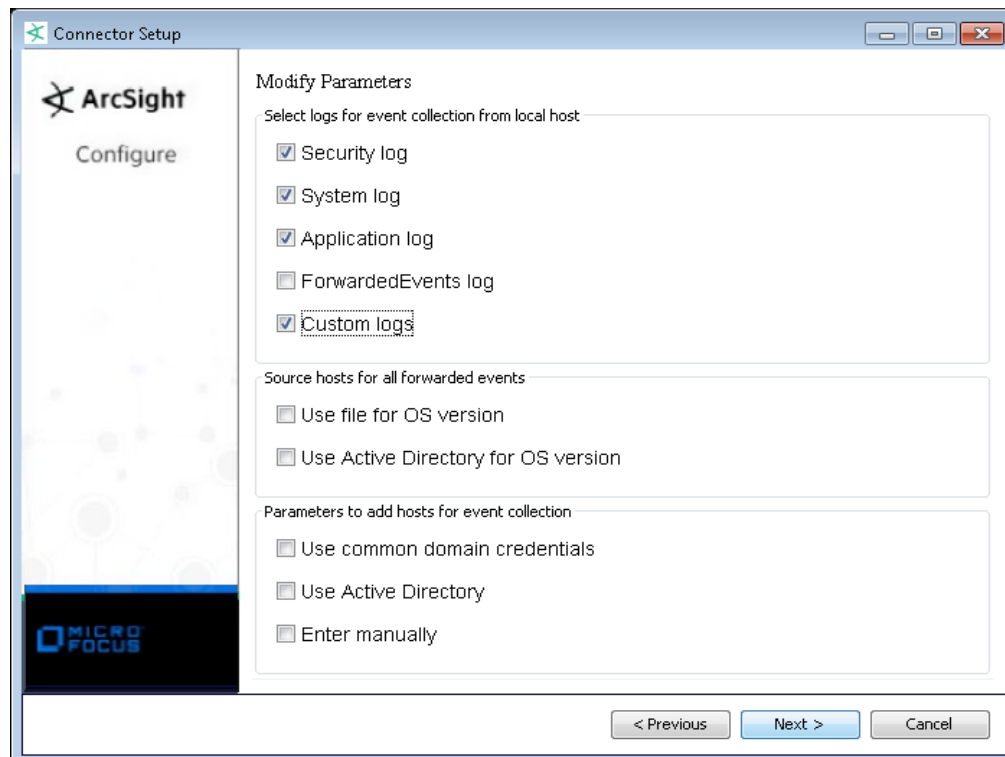 Connector Setup
ArcSight
Configure
Modify Parameters
Select logs for event collection from local host
Security log
System log
Application log
ForwardedEvents log
Custom logs
Source hosts for all forwarded events
Use file for OS version
Use Active Directory for OS version
Parameters to add hosts for event collection
Use common domain credentials
Use Active Directory
Enter manually
MICRO
FOCUS
< Previous
Next >
Cancel